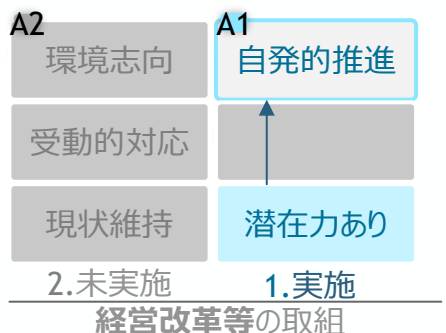 A2 A1
環境志向 自発的推進
受動的対応
現状維持 潜在力あり
2.未実施 1.実施
経営改革等の取組